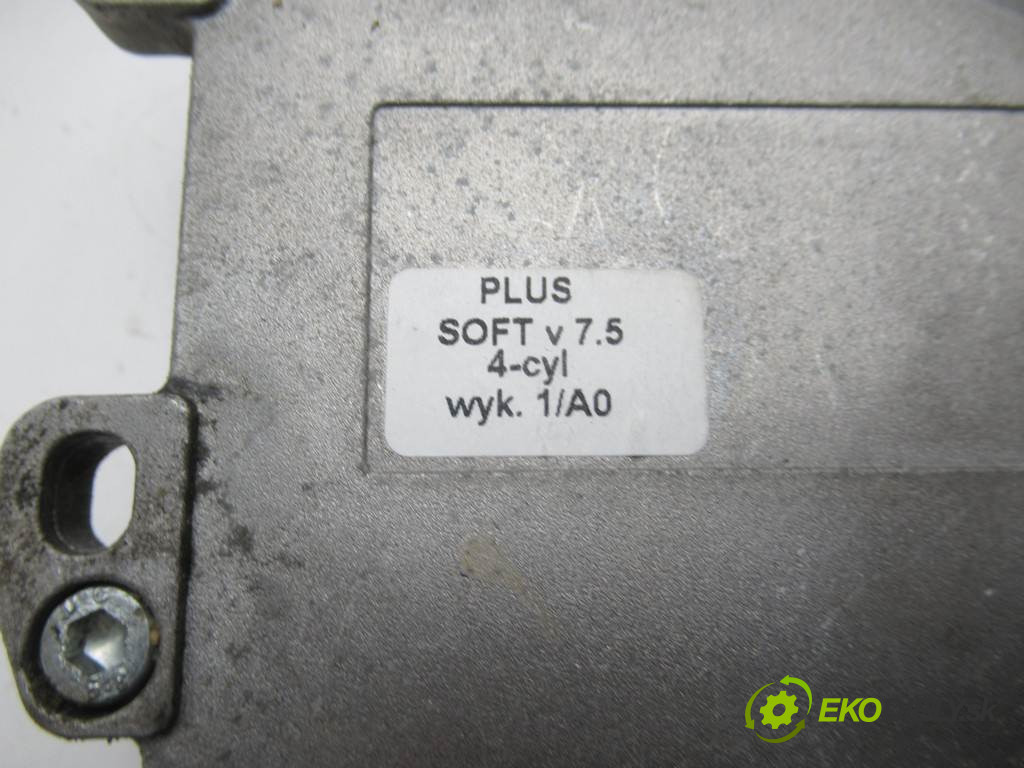 PLUS
SOFT v 7.5
4-cyl
wyk. 1/A0
EKO